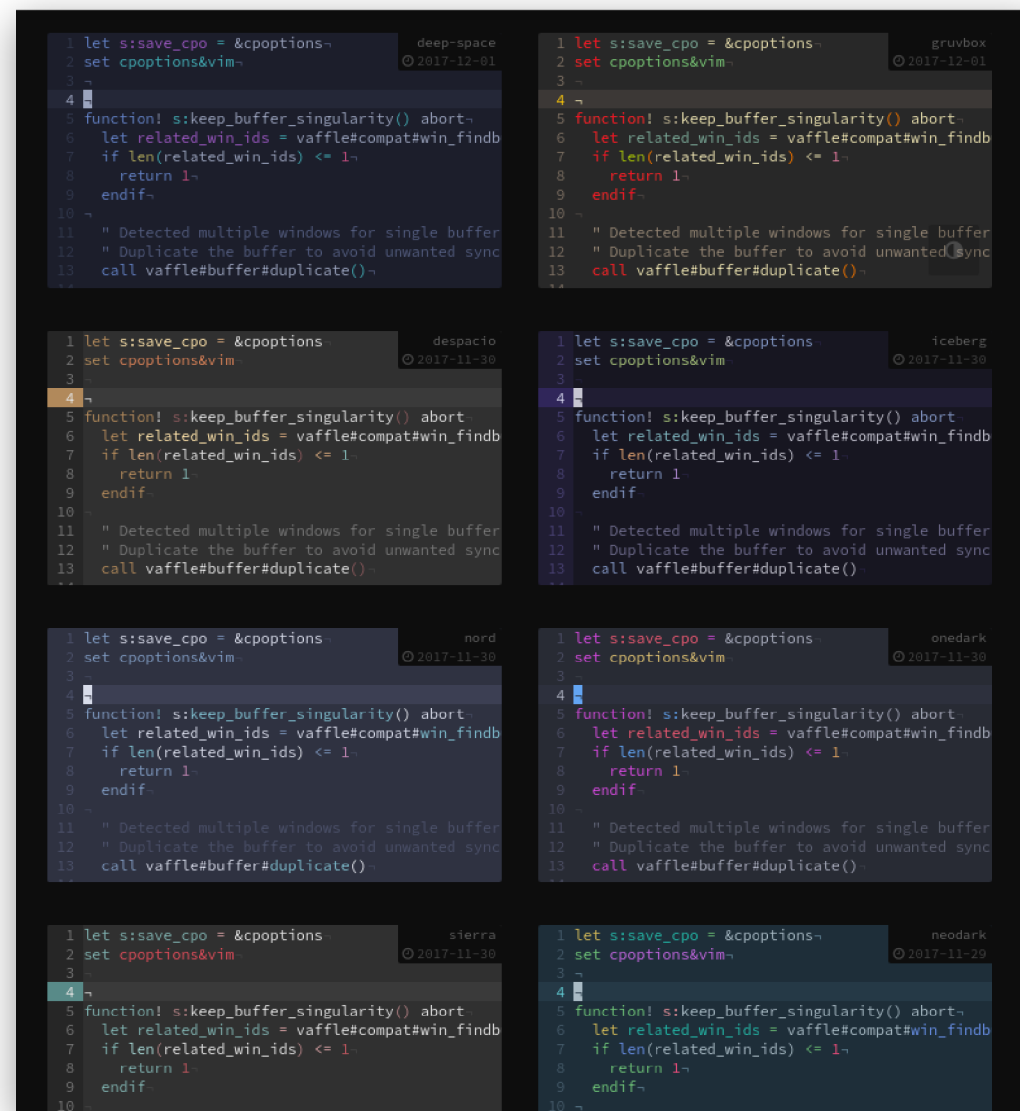 deep-space
2017-12-01
1 let s:save_cpo = &cpoptions¬
2 set cpoptions&vim¬
3 ¬
4 ¬
5 function! s:keep_buffer_singularity() abort¬
6 let related_win_ids = vaffle#compat#win_findb
7 if len(related_win_ids) <= 1¬
8 return 1¬
9 endif¬
10 ¬
11 " Detected multiple windows for single buffer
12 " Duplicate the buffer to avoid unwanted sync
13 call vaffle#buffer#duplicate()¬
gruvbox
2017-12-01
1 let s:save_cpo = &cpoptions¬
2 set cpoptions&vim¬
3 ¬
4 ¬
5 function! s:keep_buffer_singularity() abort¬
6 let related_win_ids = vaffle#compat#win_findb
7 if len(related_win_ids) <= 1¬
8 return 1¬
9 endif¬
10 ¬
11 " Detected multiple windows for single buffer
12 " Duplicate the buffer to avoid unwanted sync
13 call vaffle#buffer#duplicate()¬
14
despacio
2017-11-30
1 let s:save_cpo = &cpoptions¬
2 set cpoptions&vim¬
3 ¬
4 ¬
5 function! s:keep_buffer_singularity() abort¬
6 let related_win_ids = vaffle#compat#win_findb
7 if len(related_win_ids) <= 1¬
8 return 1¬
9 endif¬
10 ¬
11 " Detected multiple windows for single buffer
12 " Duplicate the buffer to avoid unwanted sync
13 call vaffle#buffer#duplicate()¬
iceberg
2017-11-30
1 let s:save_cpo = &cpoptions¬
2 set cpoptions&vim¬
3 ¬
4 ¬
5 function! s:keep_buffer_singularity() abort¬
6 let related_win_ids = vaffle#compat#win_findb
7 if len(related_win_ids) <= 1¬
8 return 1¬
9 endif¬
10 ¬
11 " Detected multiple windows for single buffer
12 " Duplicate the buffer to avoid unwanted sync
13 call vaffle#buffer#duplicate()¬
nord
2017-11-30
1 let s:save_cpo = &cpoptions¬
2 set cpoptions&vim¬
3 ¬
4 ¬
5 function! s:keep_buffer_singularity() abort¬
6 let related_win_ids = vaffle#compat#win_findb
7 if len(related_win_ids) <= 1¬
8 return 1¬
9 endif¬
10 ¬
11 " Detected multiple windows for single buffer
12 " Duplicate the buffer to avoid unwanted sync
13 call vaffle#buffer#duplicate()¬
onedark
2017-11-30
1 let s:save_cpo = &cpoptions¬
2 set cpoptions&vim¬
3 ¬
4 ¬
5 function! s:keep_buffer_singularity() abort¬
6 let related_win_ids = vaffle#compat#win_findb
7 if len(related_win_ids) <= 1¬
8 return 1¬
9 endif¬
10 ¬
11 " Detected multiple windows for single buffer
12 " Duplicate the buffer to avoid unwanted sync
13 call vaffle#buffer#duplicate()¬
sierra
2017-11-30
1 let s:save_cpo = &cpoptions¬
2 set cpoptions&vim¬
3 ¬
4 ¬
5 function! s:keep_buffer_singularity() abort¬
6 let related_win_ids = vaffle#compat#win_findb
7 if len(related_win_ids) <= 1¬
8 return 1¬
9 endif¬
10 ¬
neodark
2017-11-29
1 let s:save_cpo = &cpoptions¬
2 set cpoptions&vim¬
3 ¬
4 ¬
5 function! s:keep_buffer_singularity() abort¬
6 let related_win_ids = vaffle#compat#win_findb
7 if len(related_win_ids) <= 1¬
8 return 1¬
9 endif¬
10 ¬